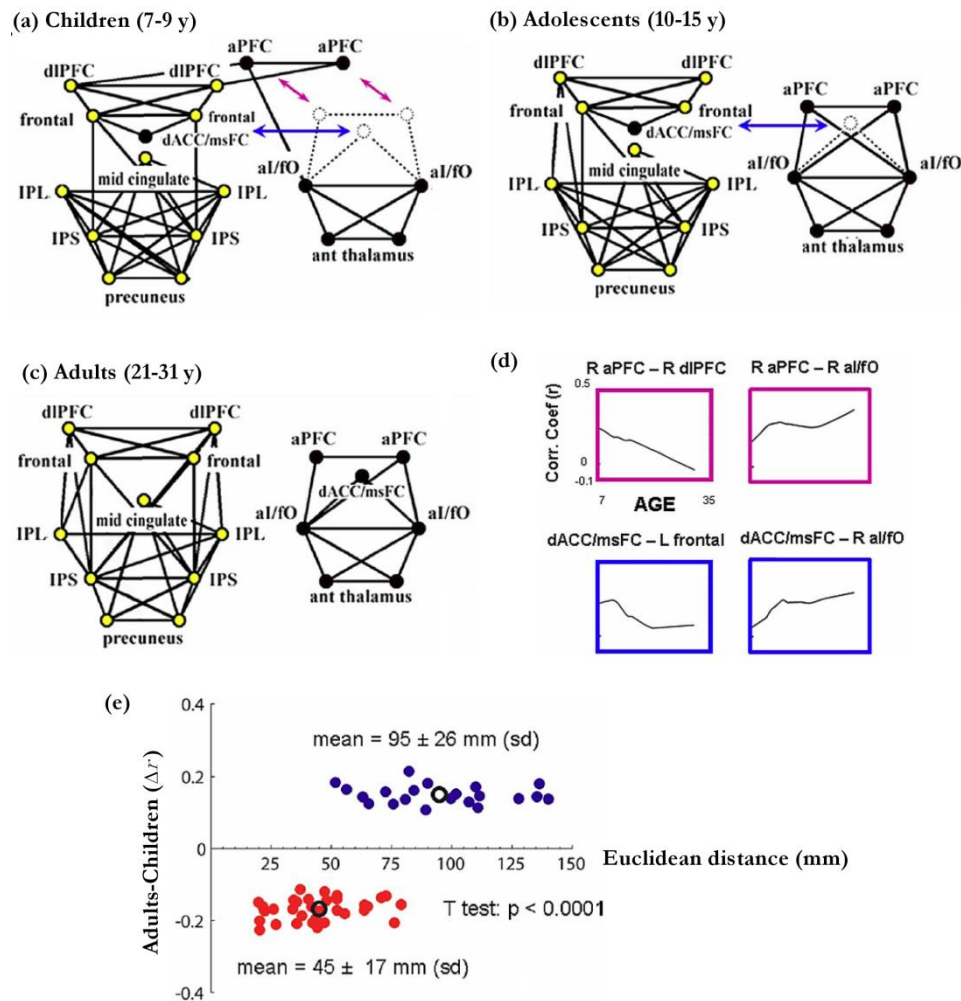 (a) Children (7-9 y)
aPFC aPFC
dlPFC dlPFC
frontal frontal
dACC/msFC
mid cingulate
aI/fO aI/fO
IPL IPL
IPS IPS
ant thalamus
precuneus
(b) Adolescents (10-15 y)
dlPFC dlPFC
aPFC aPFC
frontal frontal
dACC/msFC
mid cingulate
aI/fO aI/fO
IPL IPL
IPS IPS
ant thalamus
precuneus
(c) Adults (21-31 y)
dlPFC dlPFC
aPFC aPFC
frontal frontal
dACC/msFC
mid cingulate
aI/fO aI/fO
IPL IPL
IPS IPS
ant thalamus
precuneus
(d)
R aPFC – R dlPFC
R aPFC – R aI/fO
Corr. Coef (r)
0.5
0
-0.1
7 35
AGE
dACC/msFC – L frontal
dACC/msFC – R aI/fO
(e)
Adults-Children (Δr)
0.4
0.2
0
-0.2
-0.4
mean = 95 ± 26 mm (sd)
25 50 75 100 125 150
Euclidean distance (mm)
T test: p < 0.0001
mean = 45 ± 17 mm (sd)